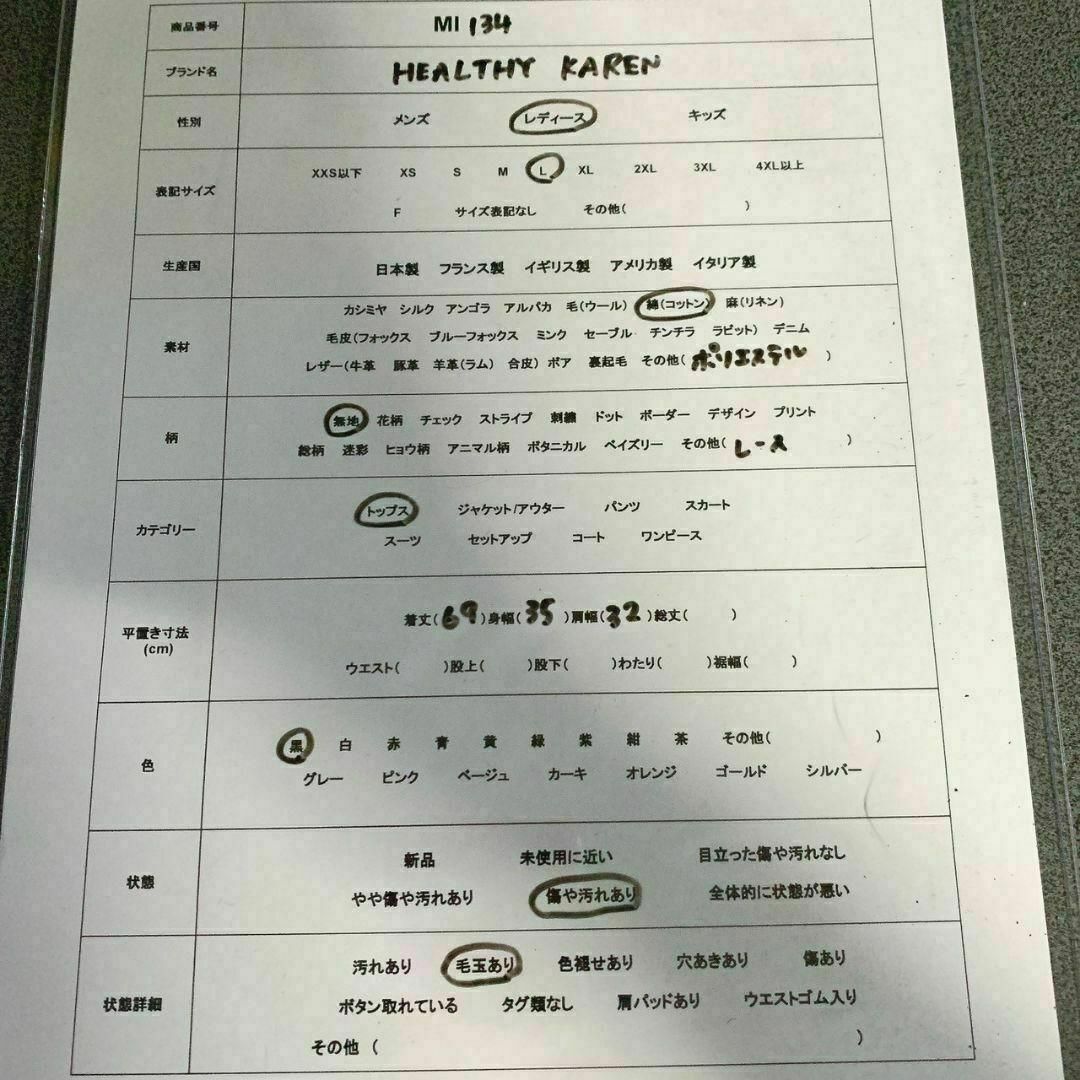 商品番号 MI 134
ブランド名 HEALTHY KAREN
性別 メンズ レディース キッズ
XXS以下 XS S M L XL 2XL 3XL 4XL以上
表記サイズ
F サイズ表記なし その他( )
生産国 日本製 フランス製 イギリス製 アメリカ製 イタリア製
カシミヤ シルク アンゴラ アルパカ 毛(ウール) 綿(コットン) 麻(リネン)
素材 毛皮(フォックス ブルーフォックス ミンク セーブル チンチラ ラビット) デニム
レザー(牛革 豚革 羊革(ラム) 合皮) ボア 裏起毛 その他( ポリエステル )
無地 花柄 チェック ストライプ 刺繍 ドット ボーダー デザイン プリント
柄
総柄 迷彩 ヒョウ柄 アニマル柄 ボタニカル ペイズリー その他( レース )
トップス ジャケット/アウター パンツ スカート
カテゴリー
スーツ セットアップ コート ワンピース
着丈( 69 )身幅( 35 )肩幅( 32 )総丈( )
平置き寸法
(cm)
ウエスト( )股上( )股下( )わたり( )裾幅( )
黒 白 赤 青 黄 緑 紫 紺 茶 その他( )
色
グレー ピンク ベージュ カーキ オレンジ ゴールド シルバー
新品 未使用に近い 目立った傷や汚れなし
状態
やや傷や汚れあり 傷や汚れあり 全体的に状態が悪い
汚れあり 毛玉あり 色褪せあり 穴あきあり 傷あり
状態詳細 ボタン取れている タグ類なし 肩パッドあり ウエストゴム入り
その他 ( )